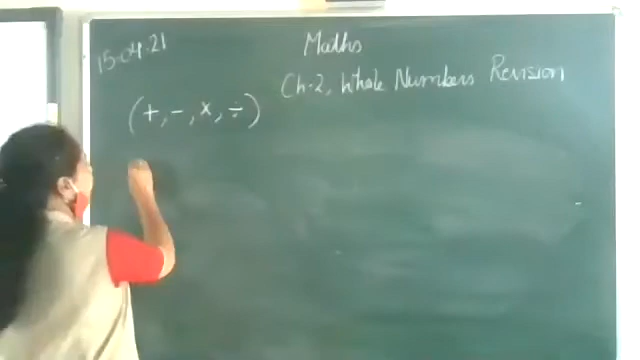 15.04.21
Maths
Ch-2, Whole Numbers Revision
(+, -, ×, ÷)